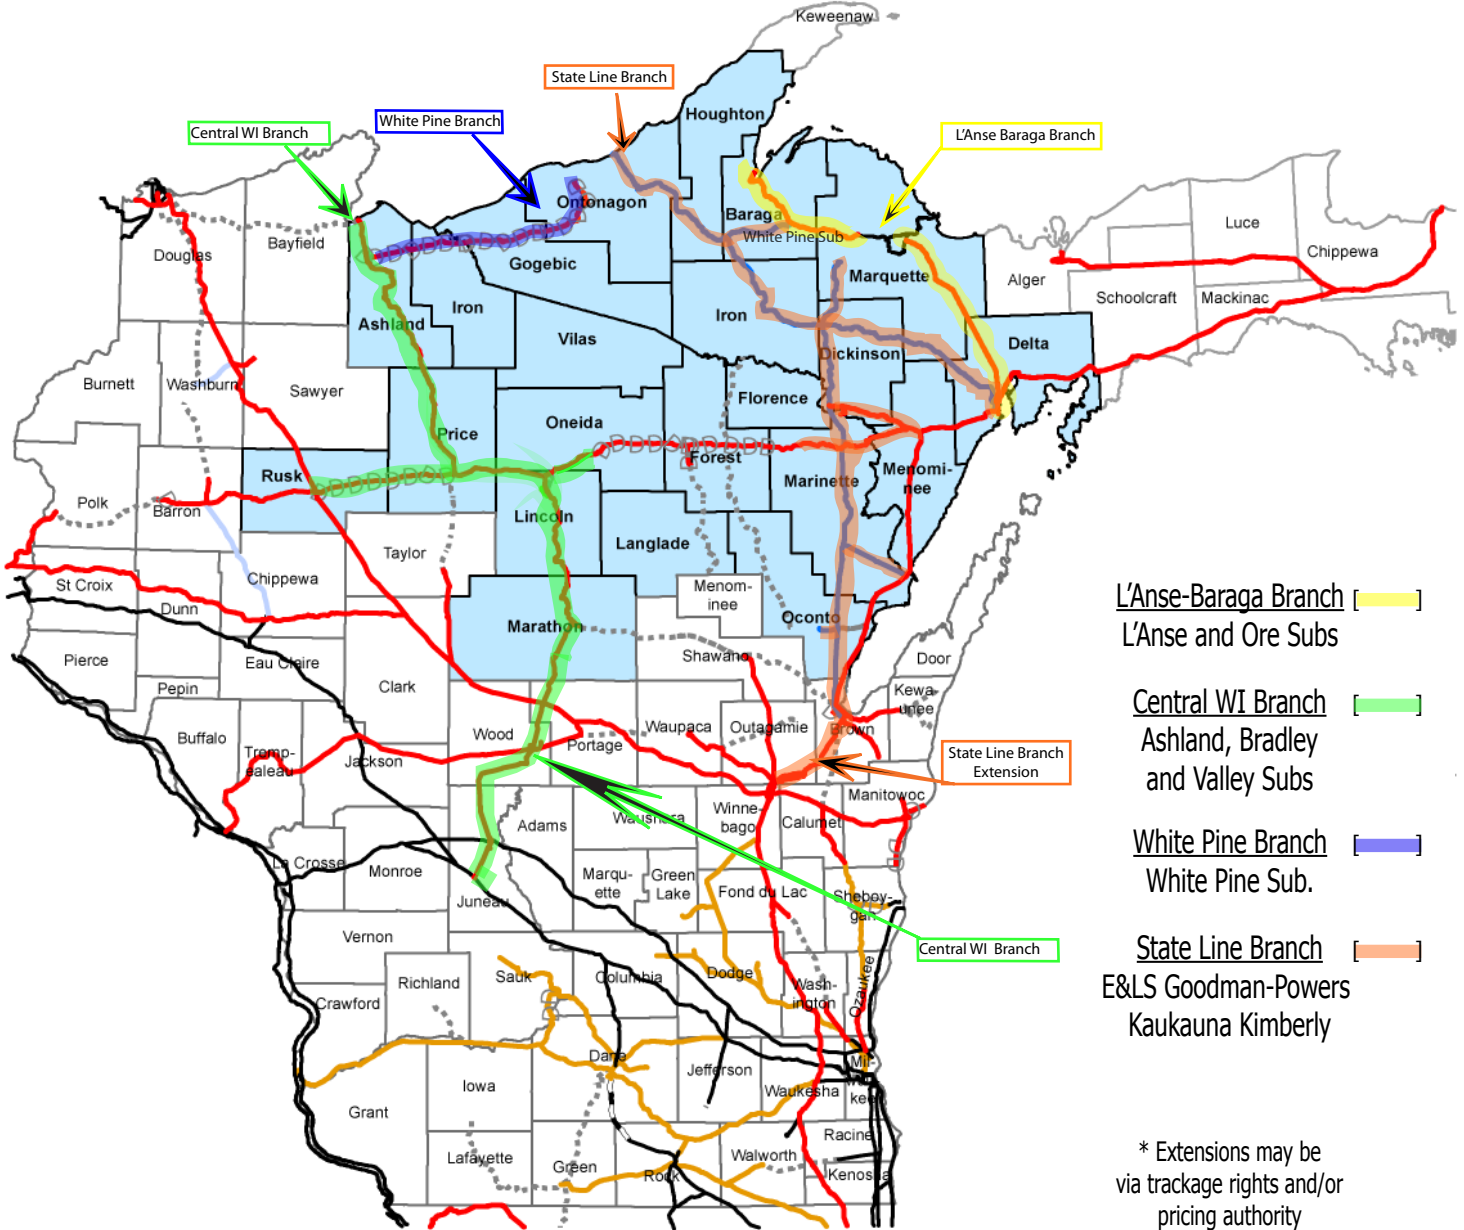 Keweenaw
State Line Branch
White Pine Branch
Central WI Branch
L'Anse Baraga Branch
Houghton
Ontonagon
Baraga
White Pine Sub
Bayfield
Douglas
Gogebic
Marquette
Luce
Chippewa
Alger
Schoolcraft
Mackinac
Iron
Ashland
Iron
Vilas
Dickinson
Delta
Burnett
Washburn
Sawyer
Florence
Price
Oneida
Rusk
Forest
Marinette
Menomi-
nee
Polk
Barron
Lincoln
Langlade
Taylor
Chippewa
St Croix
Dunn
Menom-
inee
Oconto
Marathon
Shawano
Door
Pierce
Eau Claire
Pepin
Clark
Kewa-
unee
Buffalo
Tremp-
ealeau
Jackson
Wood
Portage
Waupaca
Outagamie
Brown
State Line Branch
Extension
Manitowoc
Winne-
bago
Calumet
Adams
Waushara
La Crosse
Monroe
Marqu-
ette
Green
Lake
Fond du Lac
Sheboy-
gan
Juneau
Vernon
Central WI Branch
Richland
Sauk
Columbia
Dodge
Wash-
ington
Ozaukee
Crawford
Dane
Jefferson
Mil-
wau-
kee
Waukesha
Iowa
Grant
Racine
Lafayette
Green
Rock
Walworth
Kenosha
L'Anse-Baraga Branch [ ]
L'Anse and Ore Subs
Central WI Branch [ ]
Ashland, Bradley
and Valley Subs
White Pine Branch [ ]
White Pine Sub.
State Line Branch [ ]
E&LS Goodman-Powers
Kaukauna Kimberly
* Extensions may be
via trackage rights and/or
pricing authority